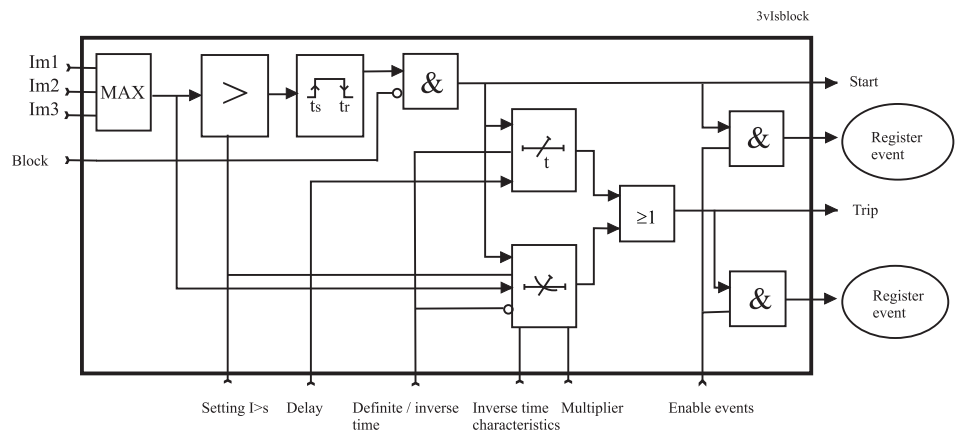 3vIsblock
Im1
Im2
Im3
MAX
>
ts
tr
&
Start
Block
t
&
Register
event
≥1
Trip
&
Register
event
Setting I>s
Delay
Definite / inverse
time
Inverse time
characteristics
Multiplier
Enable events